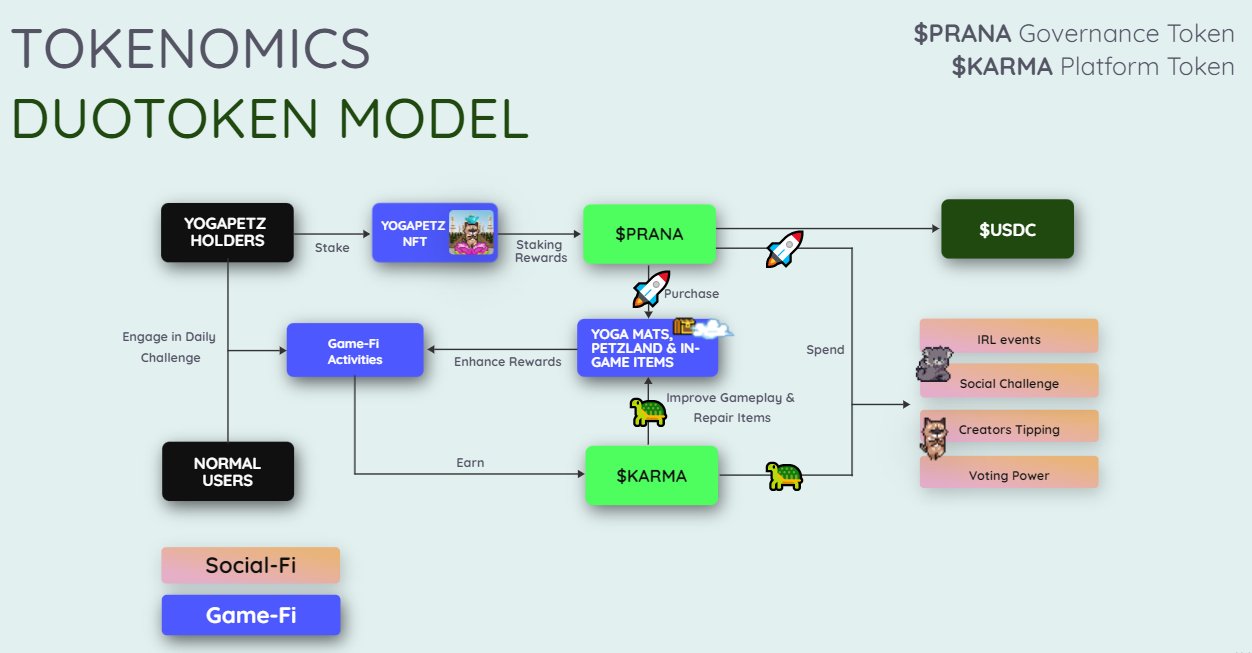 TOKENOMICS
DUOTOKEN MODEL
$PRANA Governance Token
$KARMA Platform Token
YOGAPETZ
HOLDERS
Stake
YOGAPETZ
NFT
Staking
Rewards
$PRANA
$USDC
Purchase
Engage in Daily
Challenge
Game-Fi
Activities
Enhance Rewards
YOGA MATS,
PETZLAND & IN-
GAME ITEMS
Spend
IRL events
Social Challenge
Creators Tipping
Voting Power
Improve Gameplay &
Repair Items
NORMAL
USERS
Earn
$KARMA
Social-Fi
Game-Fi